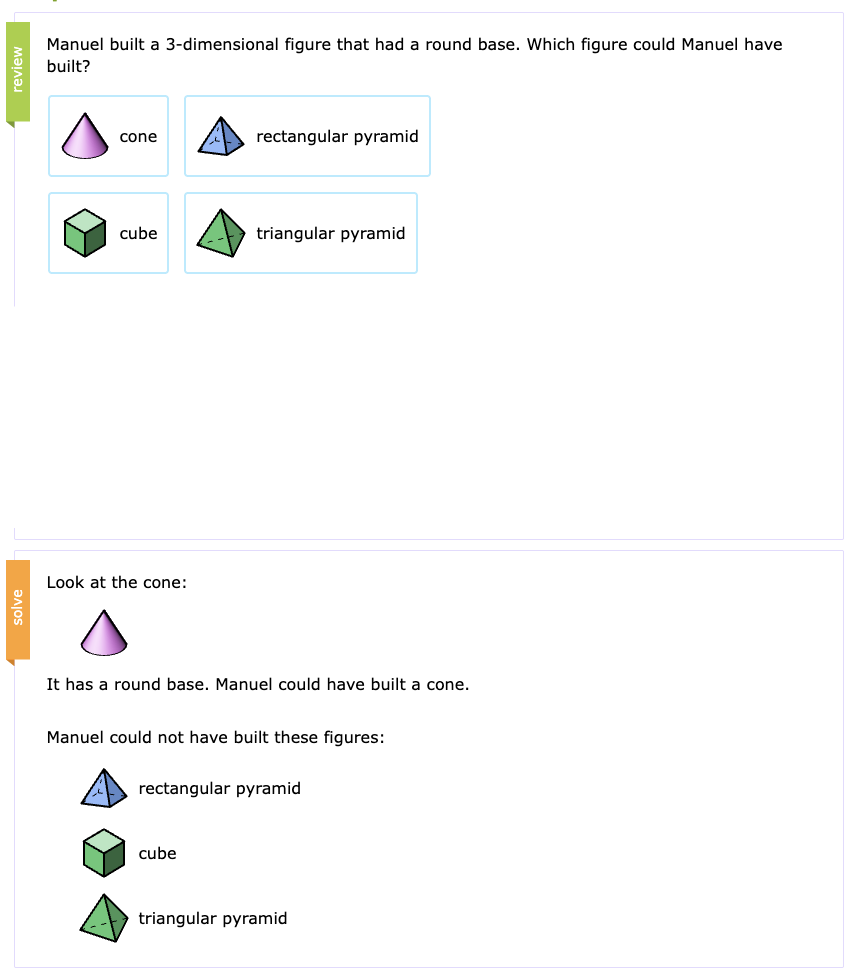 review
Manuel built a 3-dimensional figure that had a round base. Which figure could Manuel have
built?
cone
rectangular pyramid
cube
triangular pyramid
solve
Look at the cone:
It has a round base. Manuel could have built a cone.
Manuel could not have built these figures:
rectangular pyramid
cube
triangular pyramid